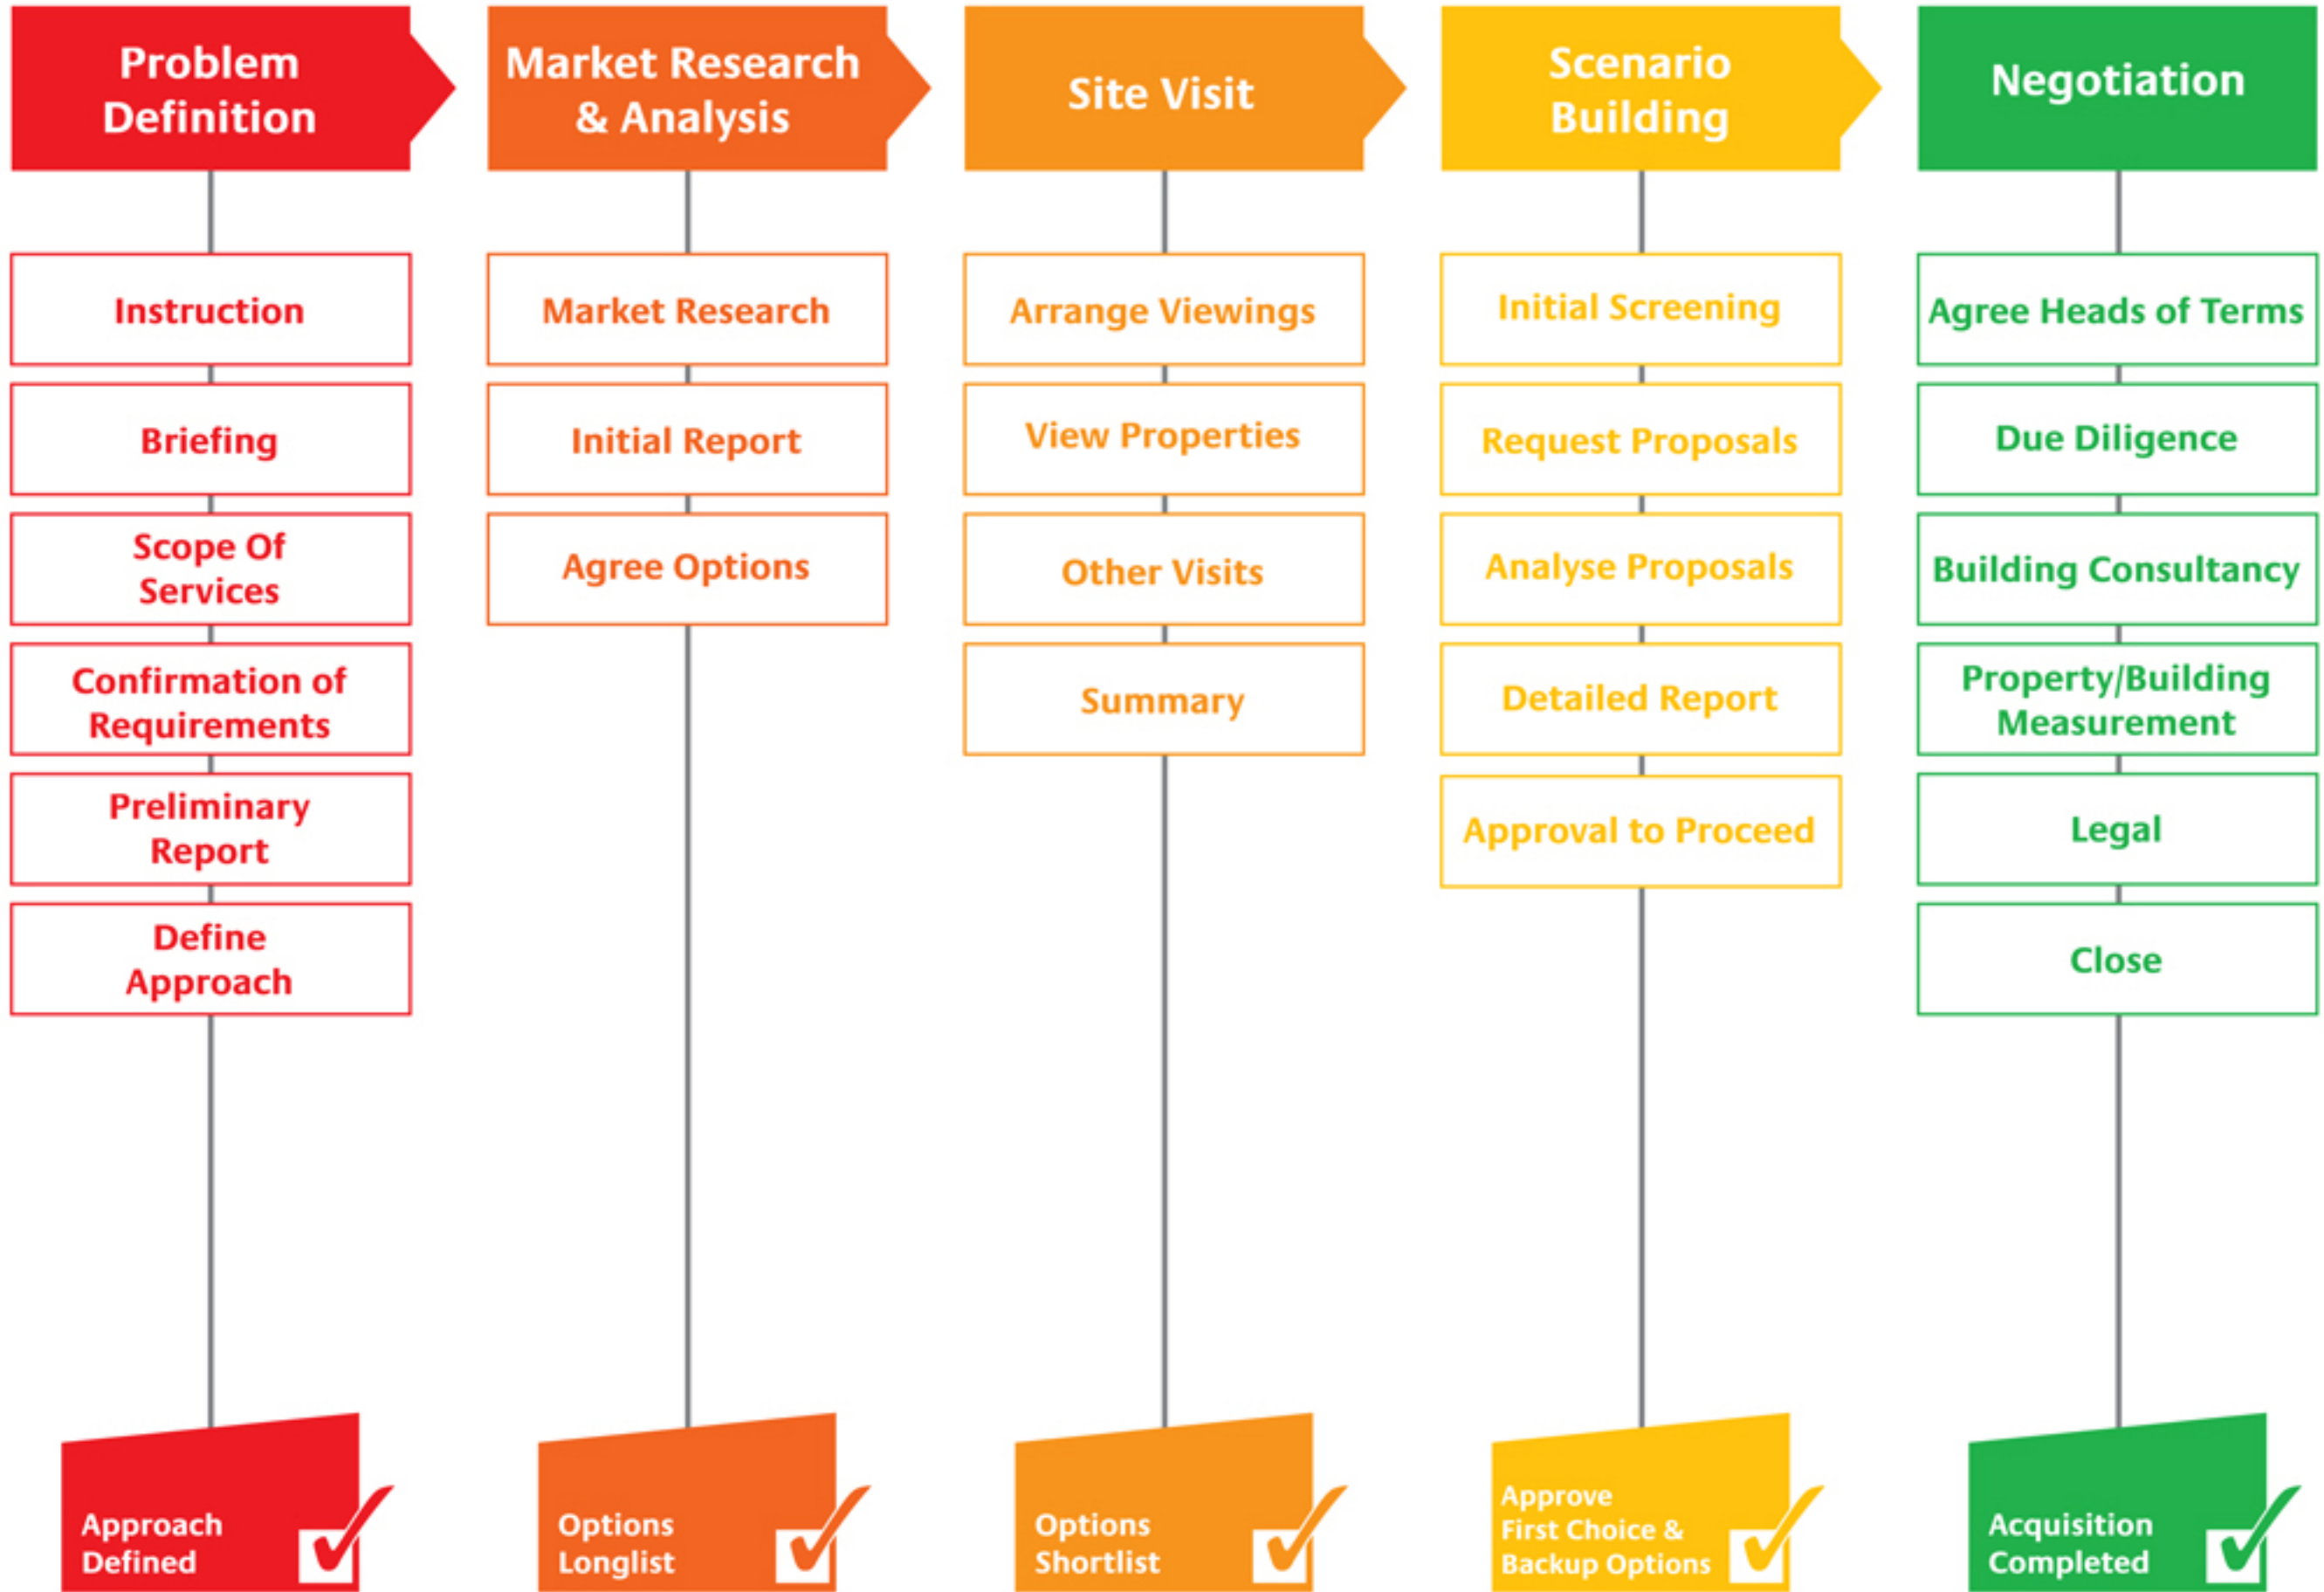 Problem
Definition
Instruction
Briefing
Scope Of
Services
Confirmation of
Requirements
Preliminary
Report
Define
Approach
Approach
Defined
Market Research
& Analysis
Market Research
Initial Report
Agree Options
Options
Longlist
Site Visit
Arrange Viewings
View Properties
Other Visits
Summary
Options
Shortlist
Scenario
Building
Initial Screening
Request Proposals
Analyse Proposals
Detailed Report
Approval to Proceed
Approve
First Choice &
Backup Options
Negotiation
Agree Heads of Terms
Due Diligence
Building Consultancy
Property/Building
Measurement
Legal
Close
Acquisition
Completed